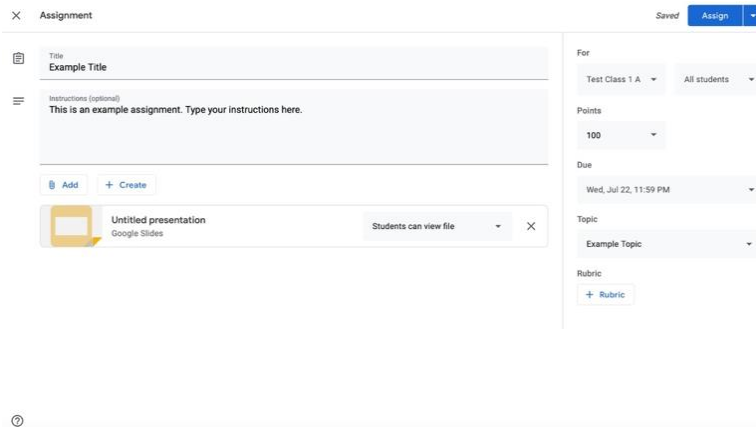 Assignment
Saved
Assign
Title
Example Title
Instructions (optional)
This is an example assignment. Type your instructions here.
Add
+ Create
Untitled presentation
Google Slides
Students can view file
For
Test Class 1 A
All students
Points
100
Due
Wed, Jul 22, 11:59 PM
Topic
Example Topic
Rubric
+ Rubric